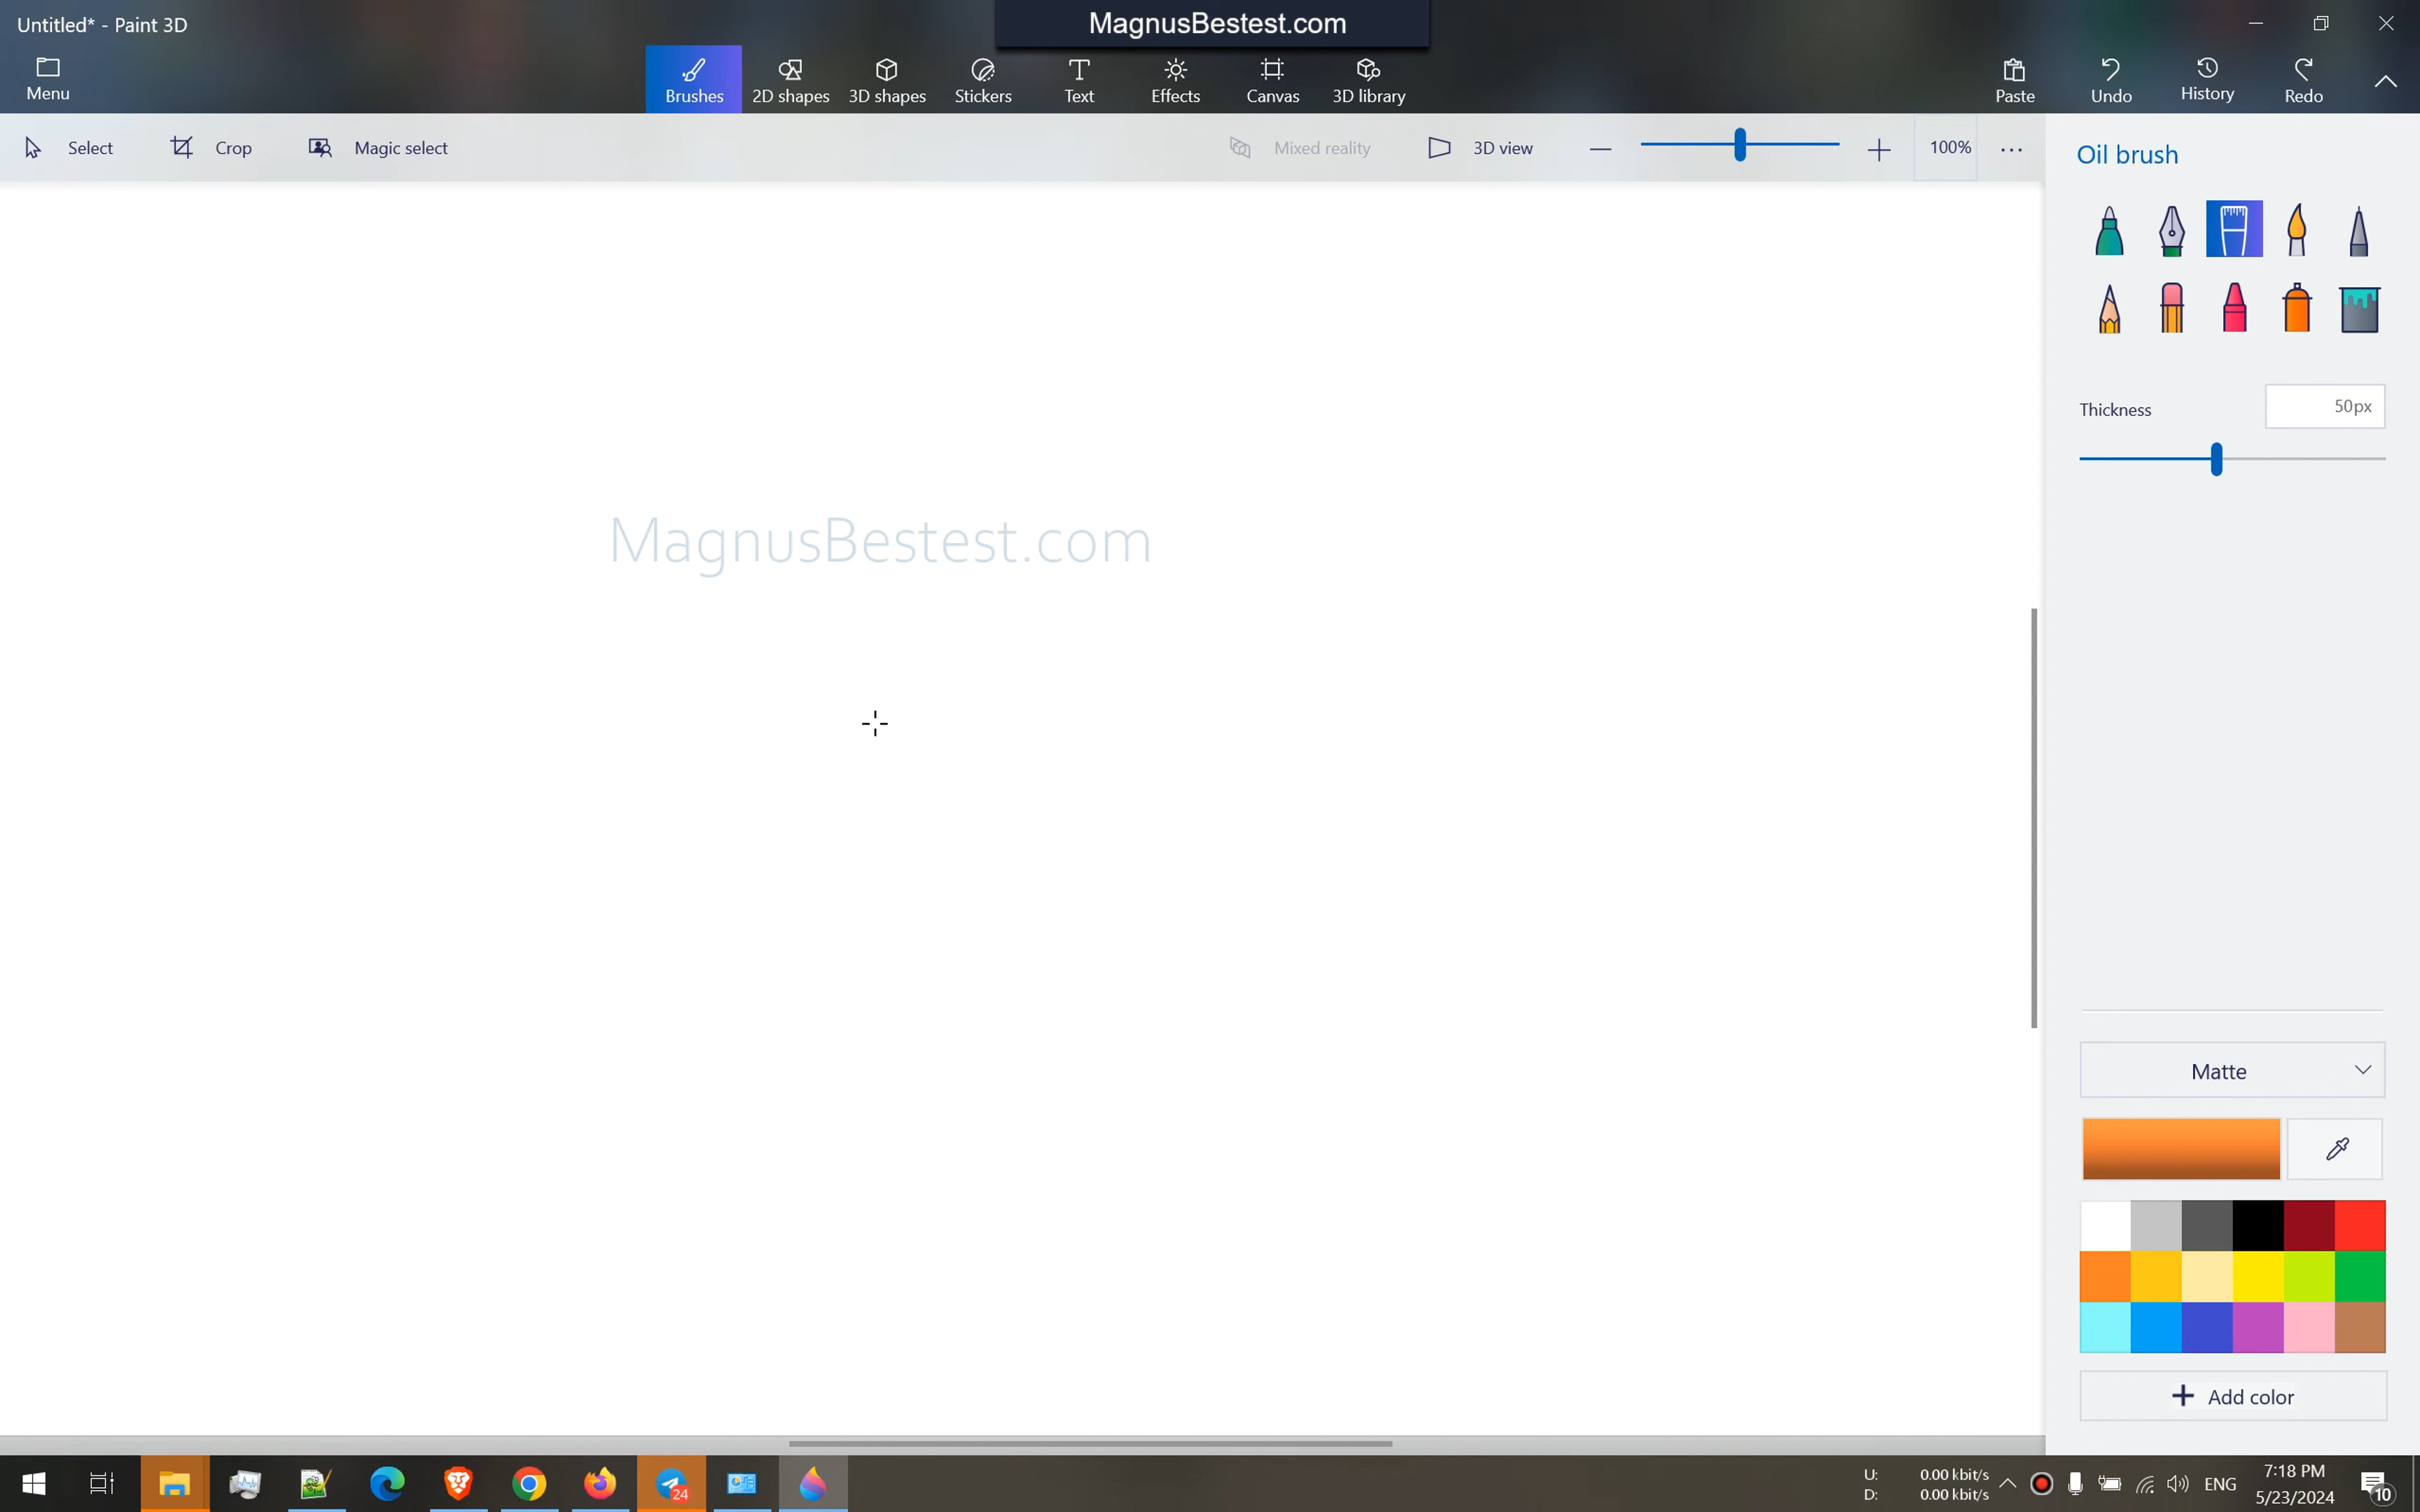 Untitled* - Paint 3D
MagnusBestest.com
Menu
Brushes
2D shapes
3D shapes
Stickers
Text
Effects
Canvas
3D library
Paste
Undo
History
Redo
Select
Crop
Magic select
Mixed reality
3D view
100%
Oil brush
Thickness
50px
MagnusBestest.com
Matte
Add color
24
U: 0.00 kbit/s
D: 0.00 kbit/s
ENG
7:18 PM
5/23/2024
10